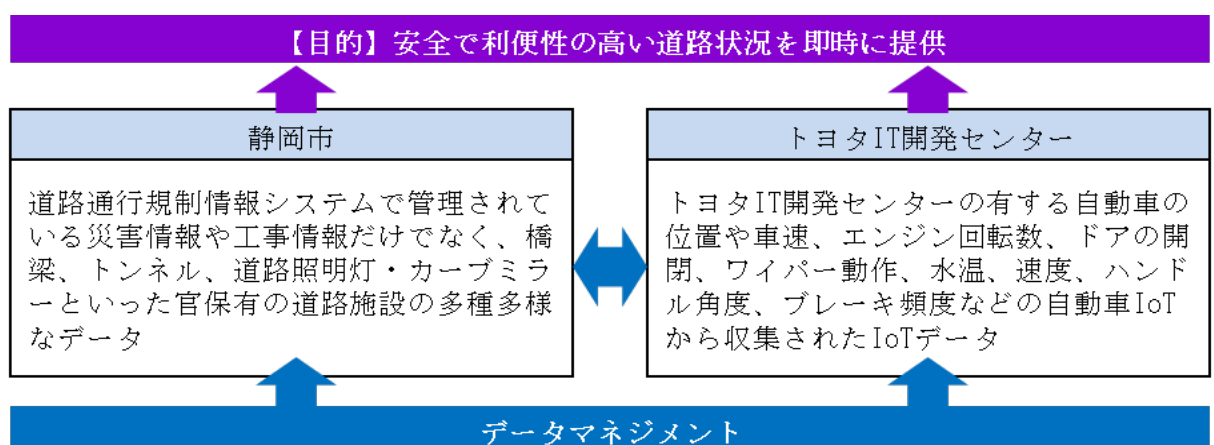 【目的】安全で利便性の高い道路状況を即時に提供
静岡市
道路通行規制情報システムで管理されて
いる災害情報や工事情報だけでなく、橋
梁、トンネル、道路照明灯・カーブミラ
ーといった官保有の道路施設の多種多様
なデータ
トヨタIT開発センター
トヨタIT開発センターの有する自動車の
位置や車速、エンジン回転数、ドアの開
閉、ワイパー動作、水温、速度、ハンド
ル角度、ブレーキ頻度などの自動車IoT
から収集されたIoTデータ
データマネジメント